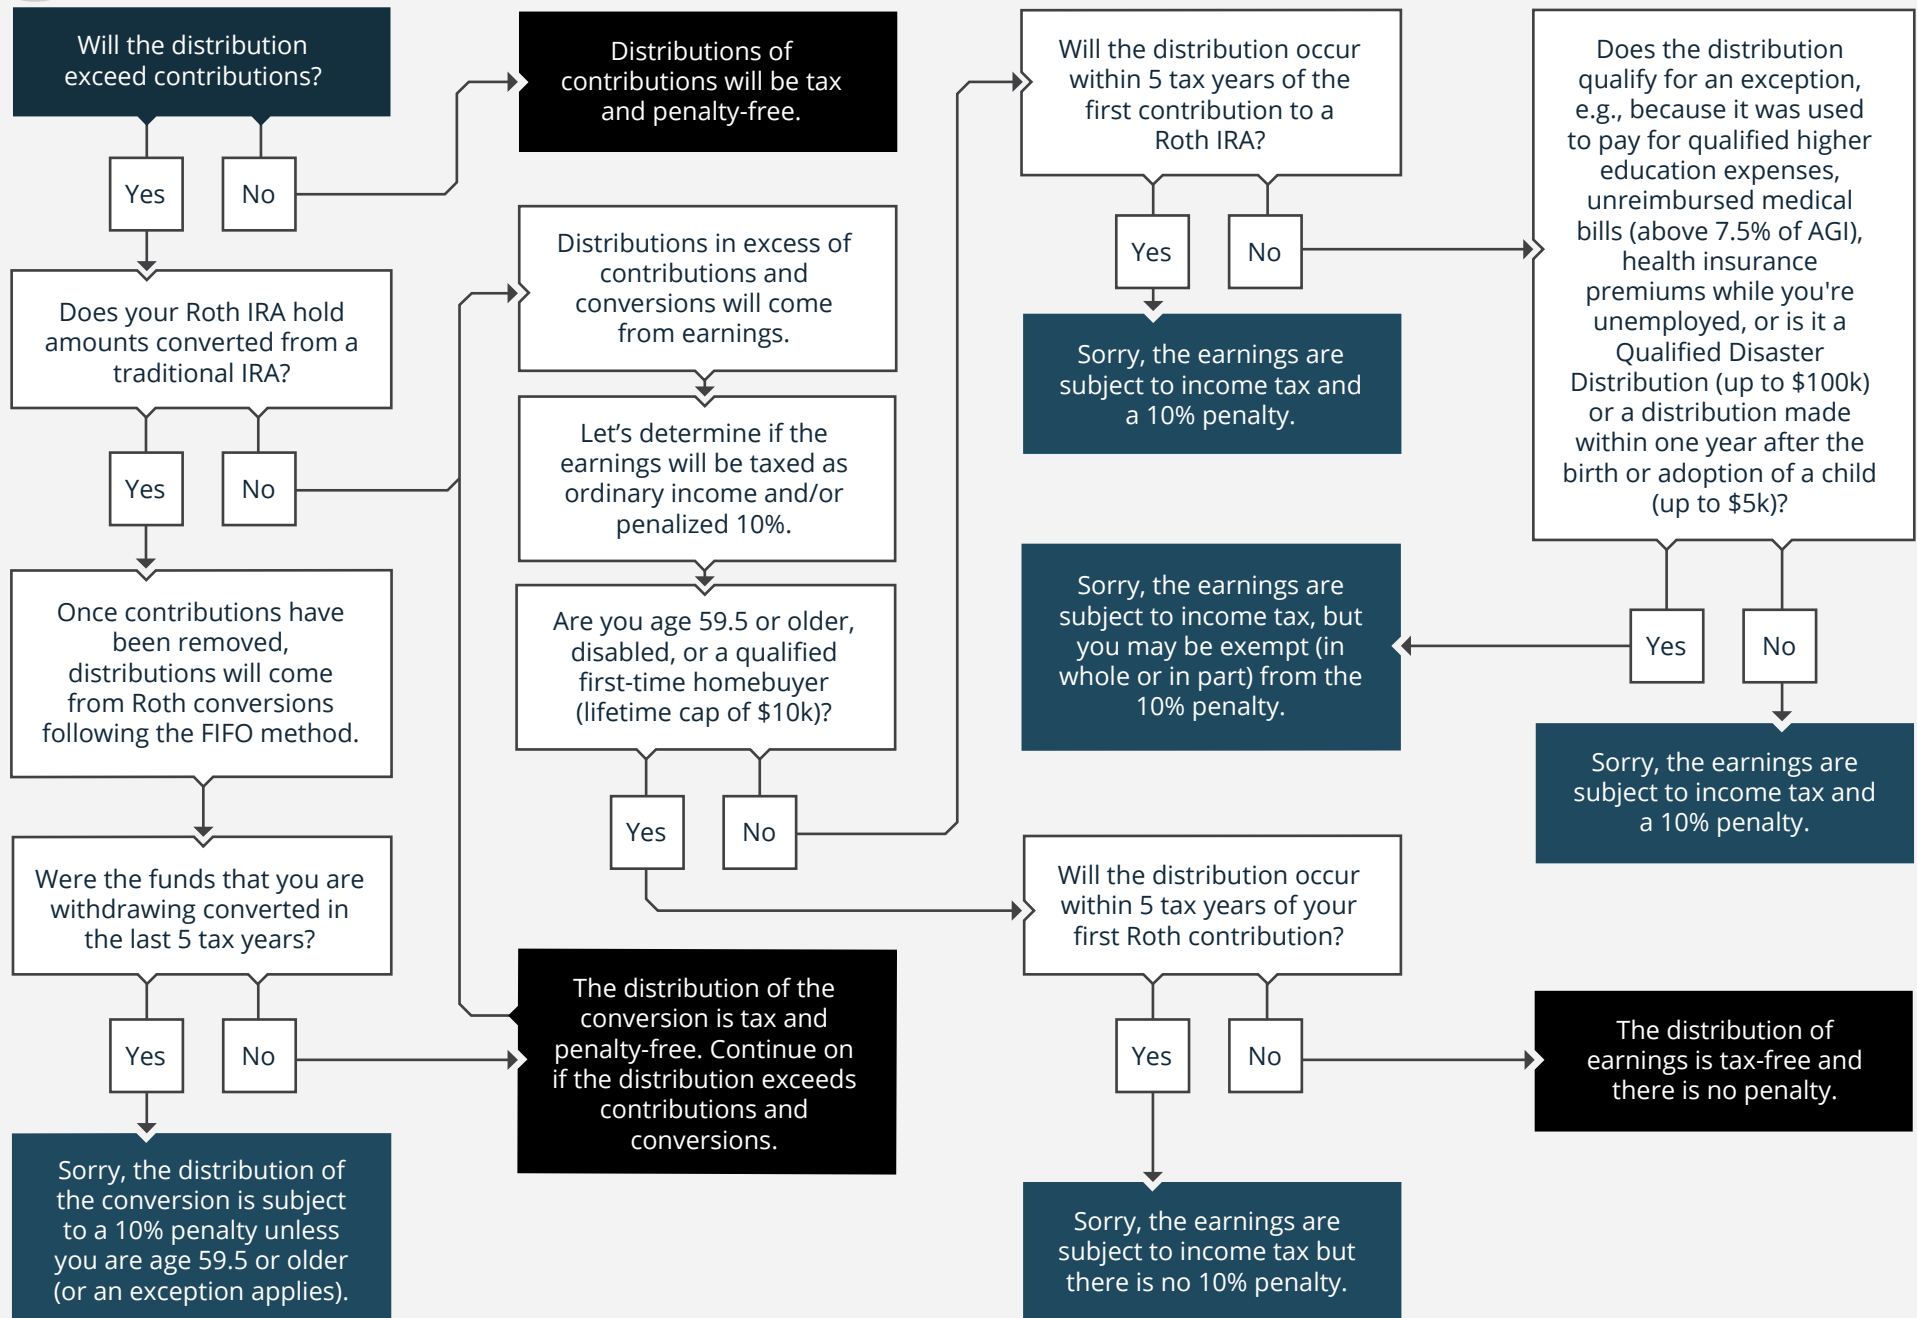 Will the distribution
exceed contributions?
Yes
No
Distributions of
contributions will be tax
and penalty-free.
Does your Roth IRA hold
amounts converted from a
traditional IRA?
Yes
No
Once contributions have
been removed,
distributions will come
from Roth conversions
following the FIFO method.
Were the funds that you are
withdrawing converted in
the last 5 tax years?
Yes
No
Sorry, the distribution of
the conversion is subject
to a 10% penalty unless
you are age 59.5 or older
(or an exception applies).
Distributions in excess of
contributions and
conversions will come
from earnings.
Let’s determine if the
earnings will be taxed as
ordinary income and/or
penalized 10%.
Are you age 59.5 or older,
disabled, or a qualified
first-time homebuyer
(lifetime cap of $10k)?
Yes
No
The distribution of the
conversion is tax and
penalty-free. Continue on
if the distribution exceeds
contributions and
conversions.
Will the distribution occur
within 5 tax years of the
first contribution to a
Roth IRA?
Yes
No
Sorry, the earnings are
subject to income tax and
a 10% penalty.
Does the distribution
qualify for an exception,
e.g., because it was used
to pay for qualified higher
education expenses,
unreimbursed medical
bills (above 7.5% of AGI),
health insurance
premiums while you're
unemployed, or is it a
Qualified Disaster
Distribution (up to $100k)
or a distribution made
within one year after the
birth or adoption of a child
(up to $5k)?
Yes
No
Sorry, the earnings are
subject to income tax, but
you may be exempt (in
whole or in part) from the
10% penalty.
Sorry, the earnings are
subject to income tax and
a 10% penalty.
Will the distribution occur
within 5 tax years of your
first Roth contribution?
Yes
No
The distribution of
earnings is tax-free and
there is no penalty.
Sorry, the earnings are
subject to income tax but
there is no 10% penalty.